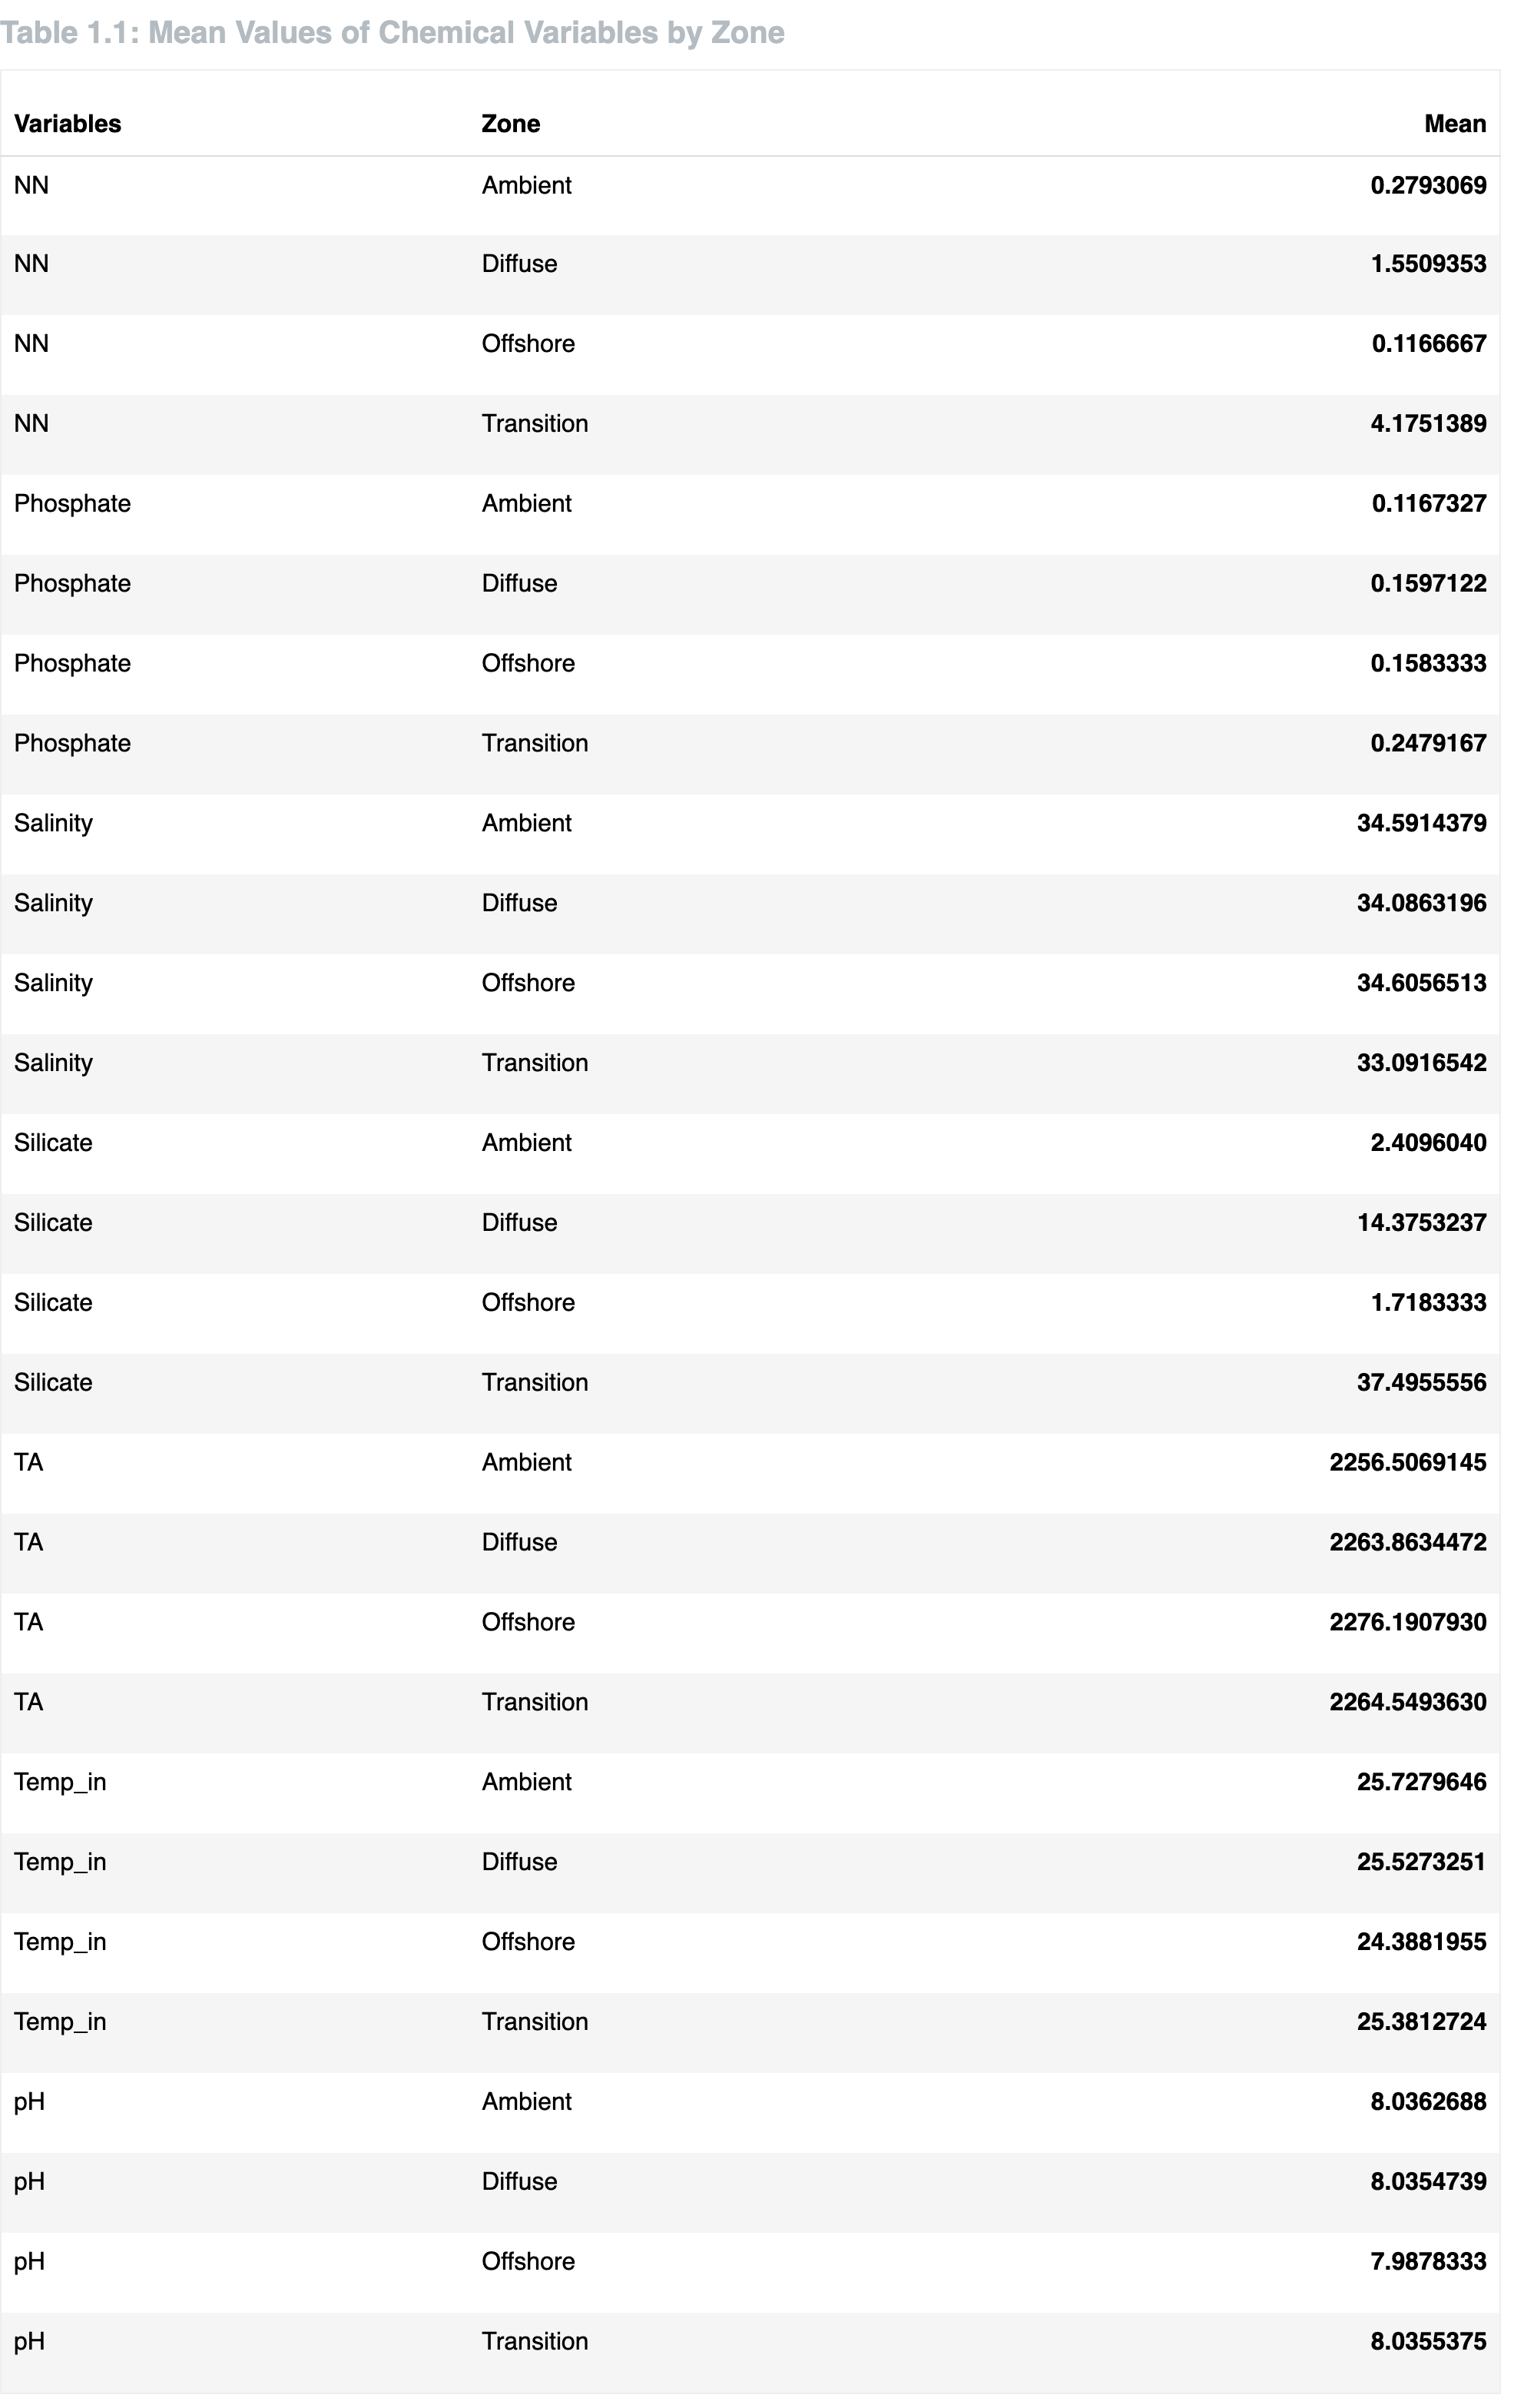 Table 1.1: Mean Values of Chemical Variables by Zone
Variables Zone Mean
NN Ambient 0.2793069
NN Diffuse 1.5509353
NN Offshore 0.1166667
NN Transition 4.1751389
Phosphate Ambient 0.1167327
Phosphate Diffuse 0.1597122
Phosphate Offshore 0.1583333
Phosphate Transition 0.2479167
Salinity Ambient 34.5914379
Salinity Diffuse 34.0863196
Salinity Offshore 34.6056513
Salinity Transition 33.0916542
Silicate Ambient 2.4096040
Silicate Diffuse 14.3753237
Silicate Offshore 1.7183333
Silicate Transition 37.4955556
TA Ambient 2256.5069145
TA Diffuse 2263.8634472
TA Offshore 2276.1907930
TA Transition 2264.5493630
Temp_in Ambient 25.7279646
Temp_in Diffuse 25.5273251
Temp_in Offshore 24.3881955
Temp_in Transition 25.3812724
pH Ambient 8.0362688
pH Diffuse 8.0354739
pH Offshore 7.9878333
pH Transition 8.0355375